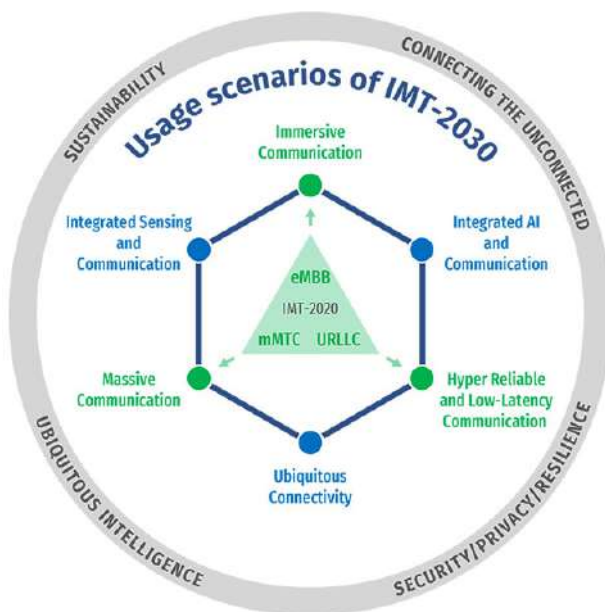 SUSTAINABILITY
CONNECTING THE UNCONNECTED
Usage scenarios of IMT-2030
Immersive
Communication
Integrated Sensing
and
Communication
Integrated AI
and
Communication
eMBB
IMT-2020
mMTC URLLC
Massive
Communication
Hyper Reliable
and Low-Latency
Communication
Ubiquitous
Connectivity
UBIQUITOUS INTELLIGENCE
SECURITY/PRIVACY/RESILIENCE